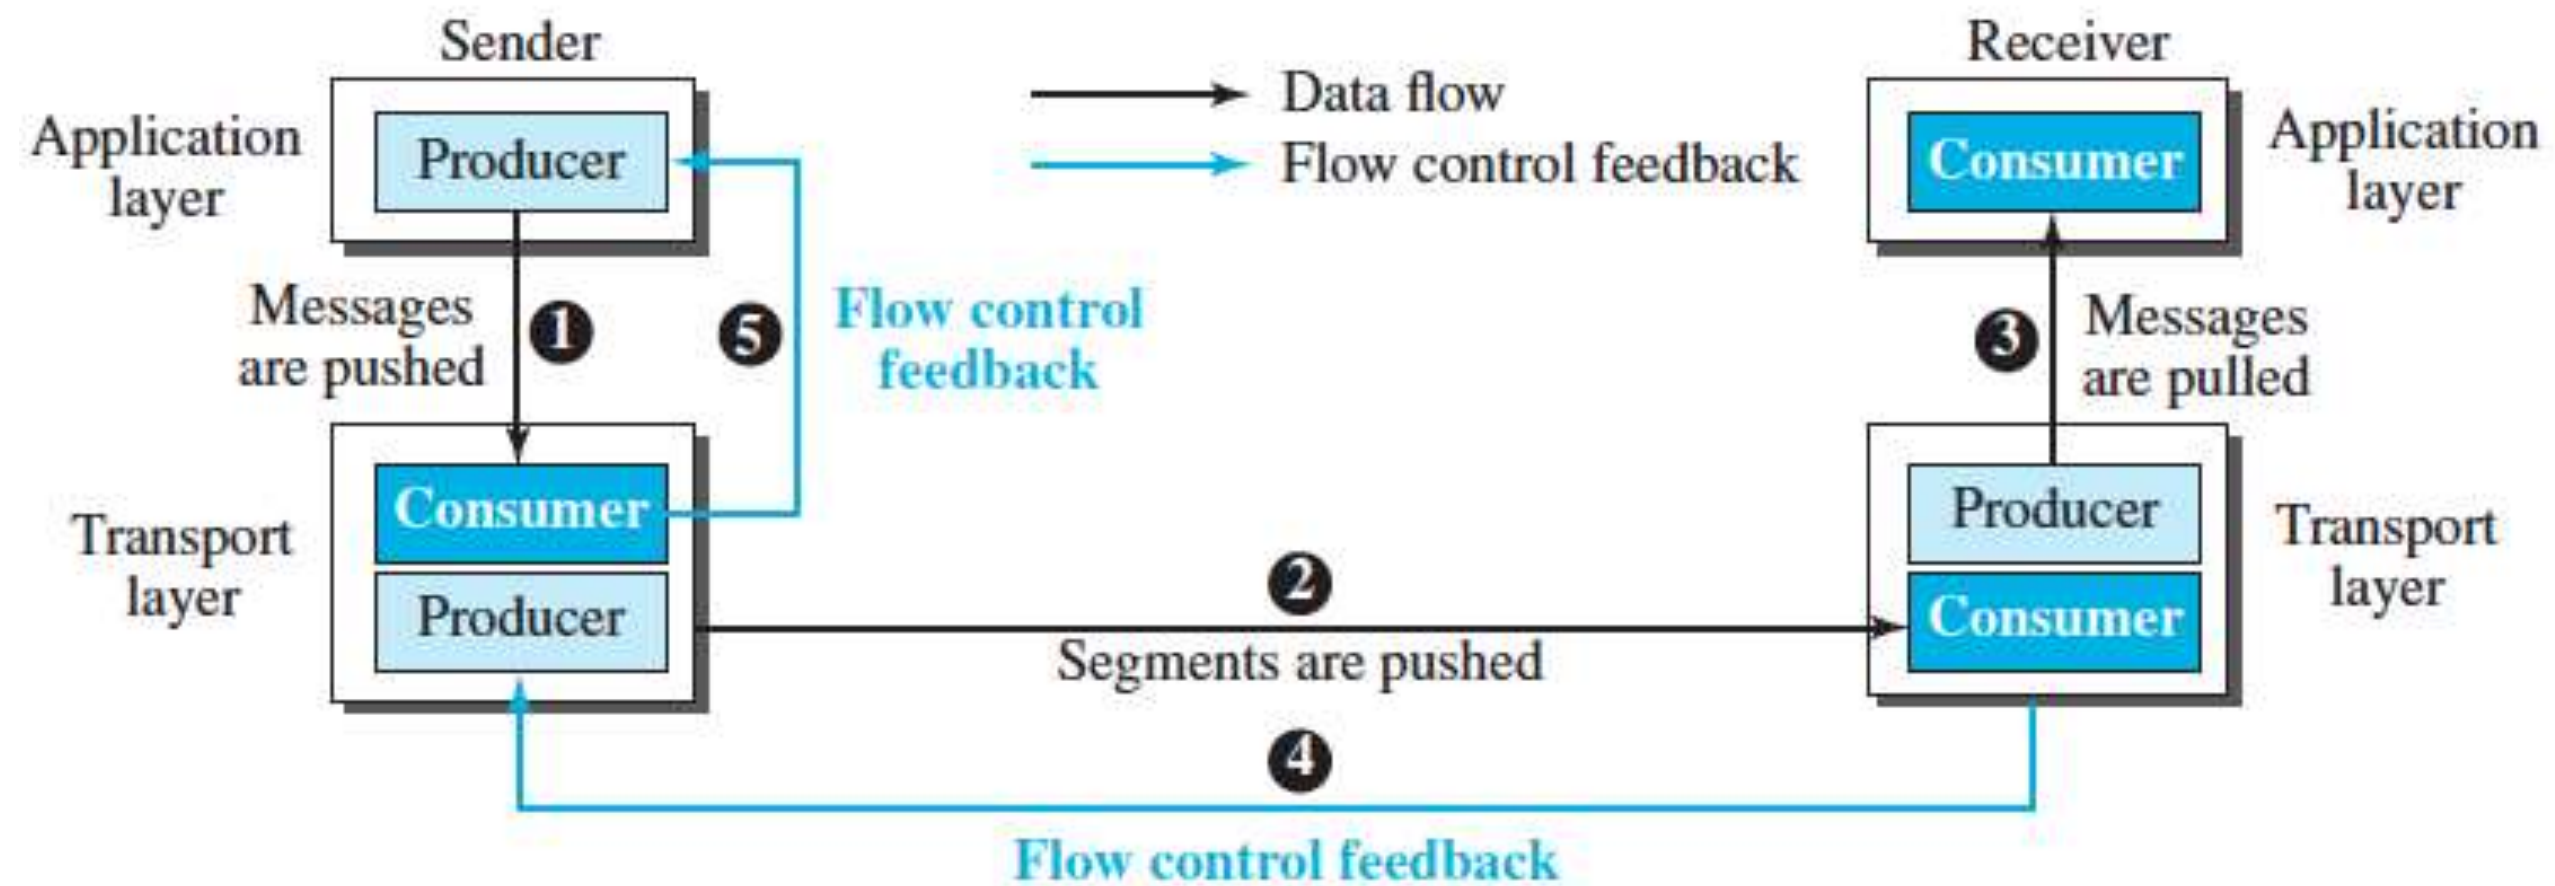 Sender
Receiver
Data flow
Flow control feedback
Application
layer
Producer
Consumer
Application
layer
Messages
are pushed
1
5
Flow control
feedback
3
Messages
are pulled
Transport
layer
Consumer
Producer
2
Segments are pushed
Producer
Consumer
Transport
layer
4
Flow control feedback